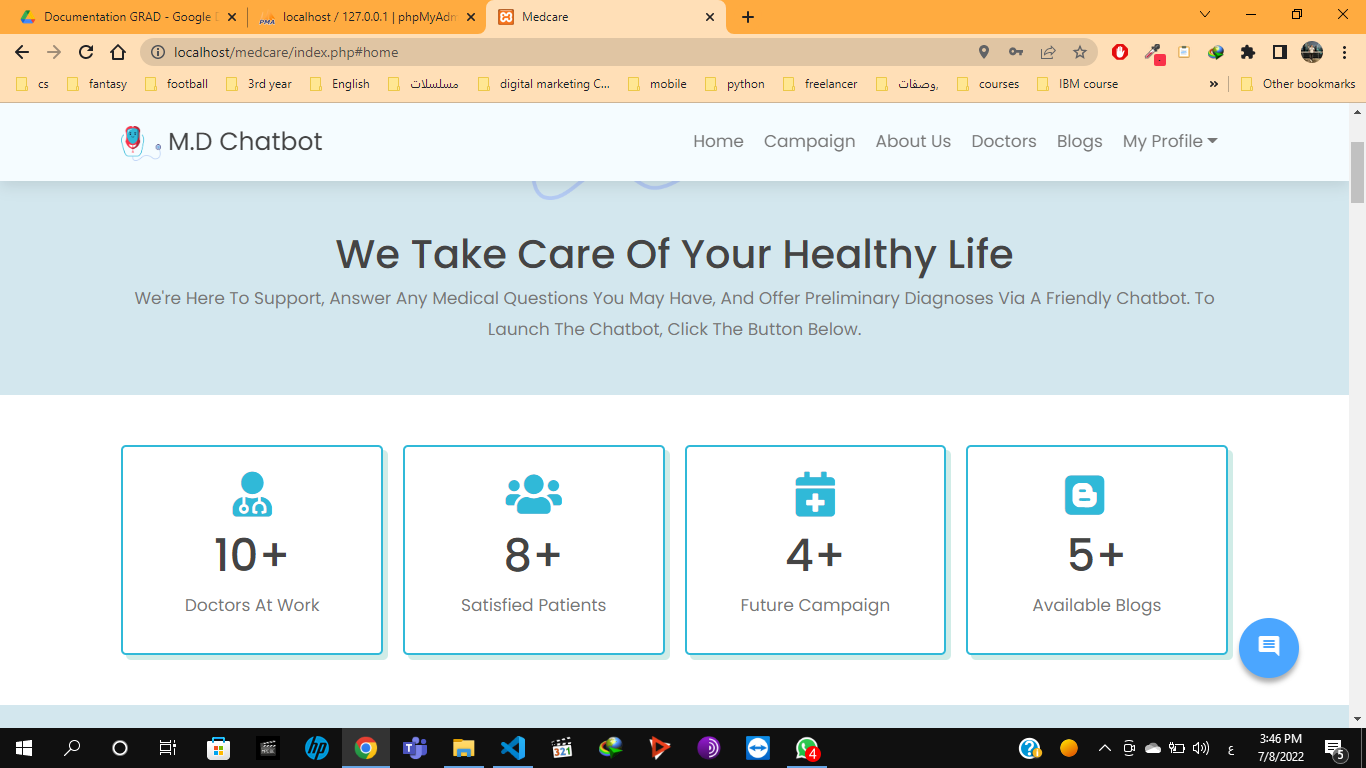 Documentation GRAD - Google D
PMA
localhost / 127.0.0.1 | phpMyAdm
Medcare
localhost/medcare/index.php#home
cs
fantasy
football
3rd year
English
مسلسلات
digital marketing C...
mobile
python
freelancer
وصفات,
courses
IBM course
»
Other bookmarks
M.D Chatbot
Home
Campaign
About Us
Doctors
Blogs
My Profile
We Take Care Of Your Healthy Life
We're Here To Support, Answer Any Medical Questions You May Have, And Offer Preliminary Diagnoses Via A Friendly Chatbot. To
Launch The Chatbot, Click The Button Below.
10+
Doctors At Work
8+
Satisfied Patients
4+
Future Campaign
5+
Available Blogs
hp
321
4
ع
3:46 PM
7/8/2022
5